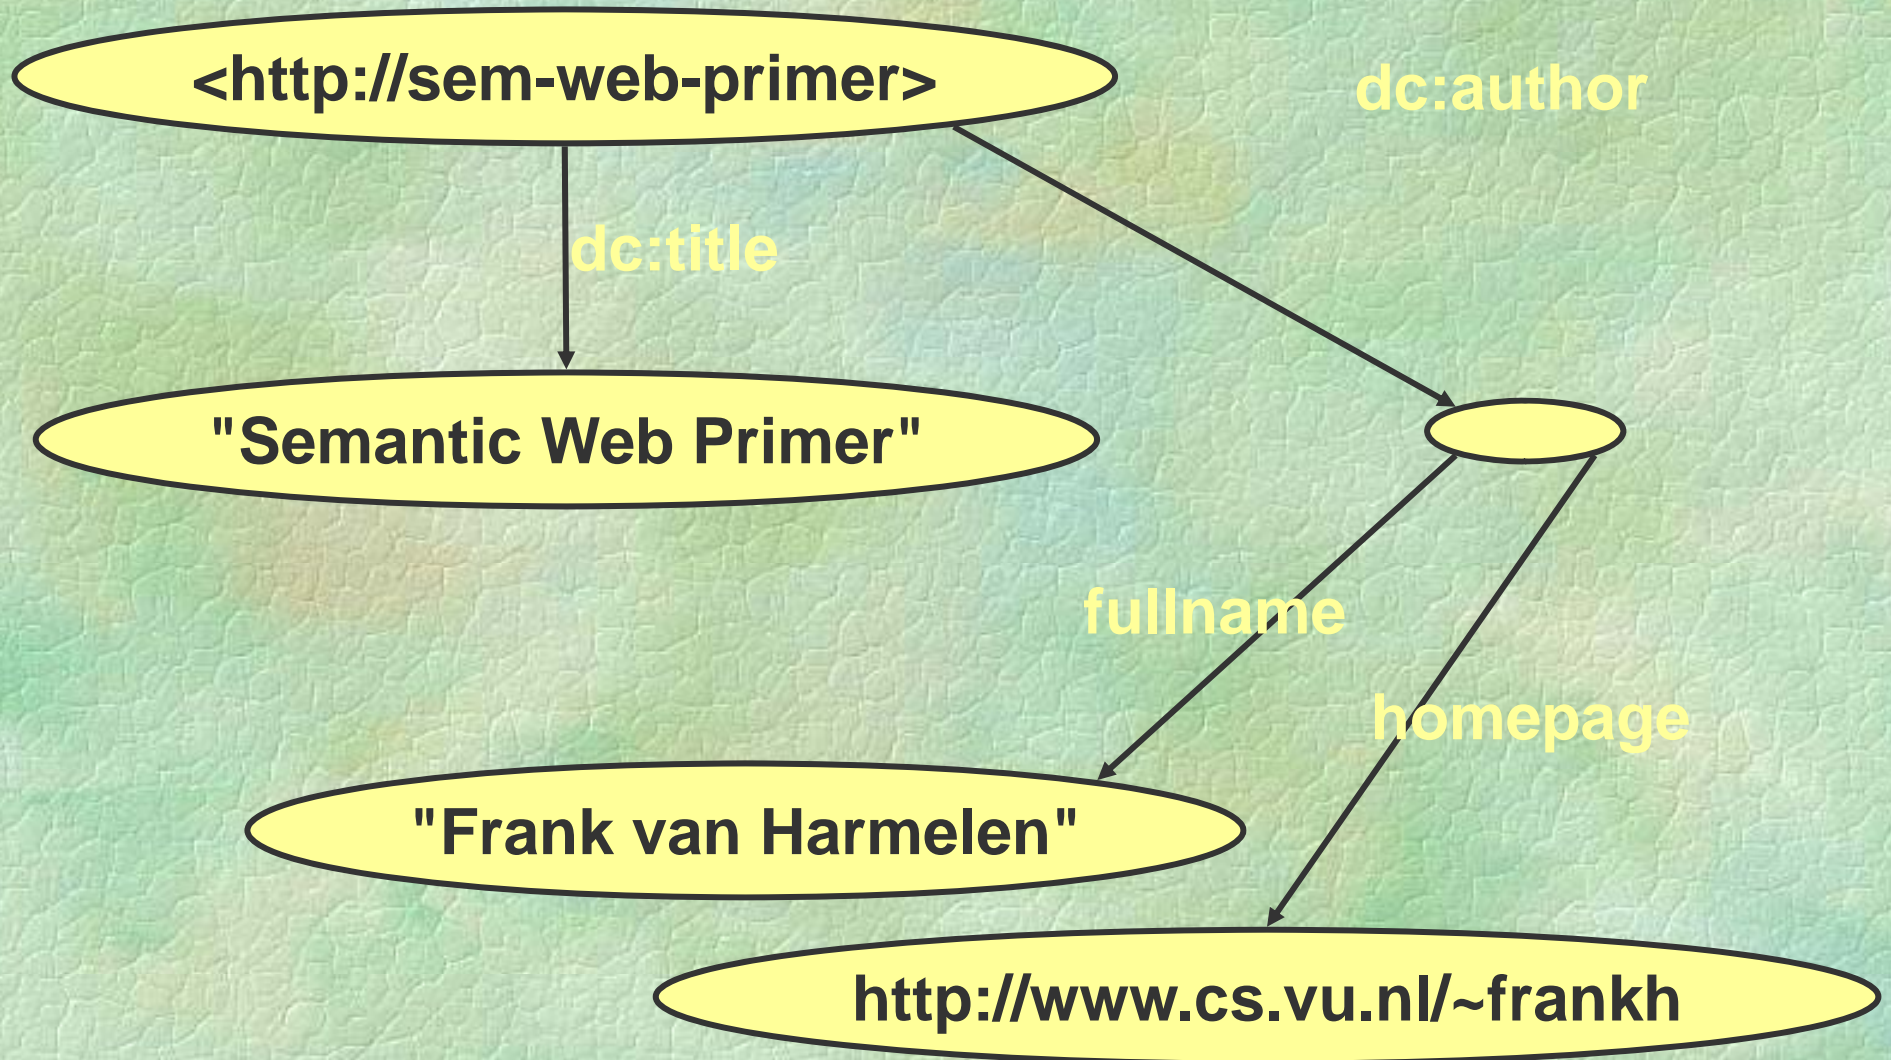 <http://sem-web-primer>
dc:author
dc:title
"Semantic Web Primer"
fullname
homepage
"Frank van Harmelen"
http://www.cs.vu.nl/~frankh